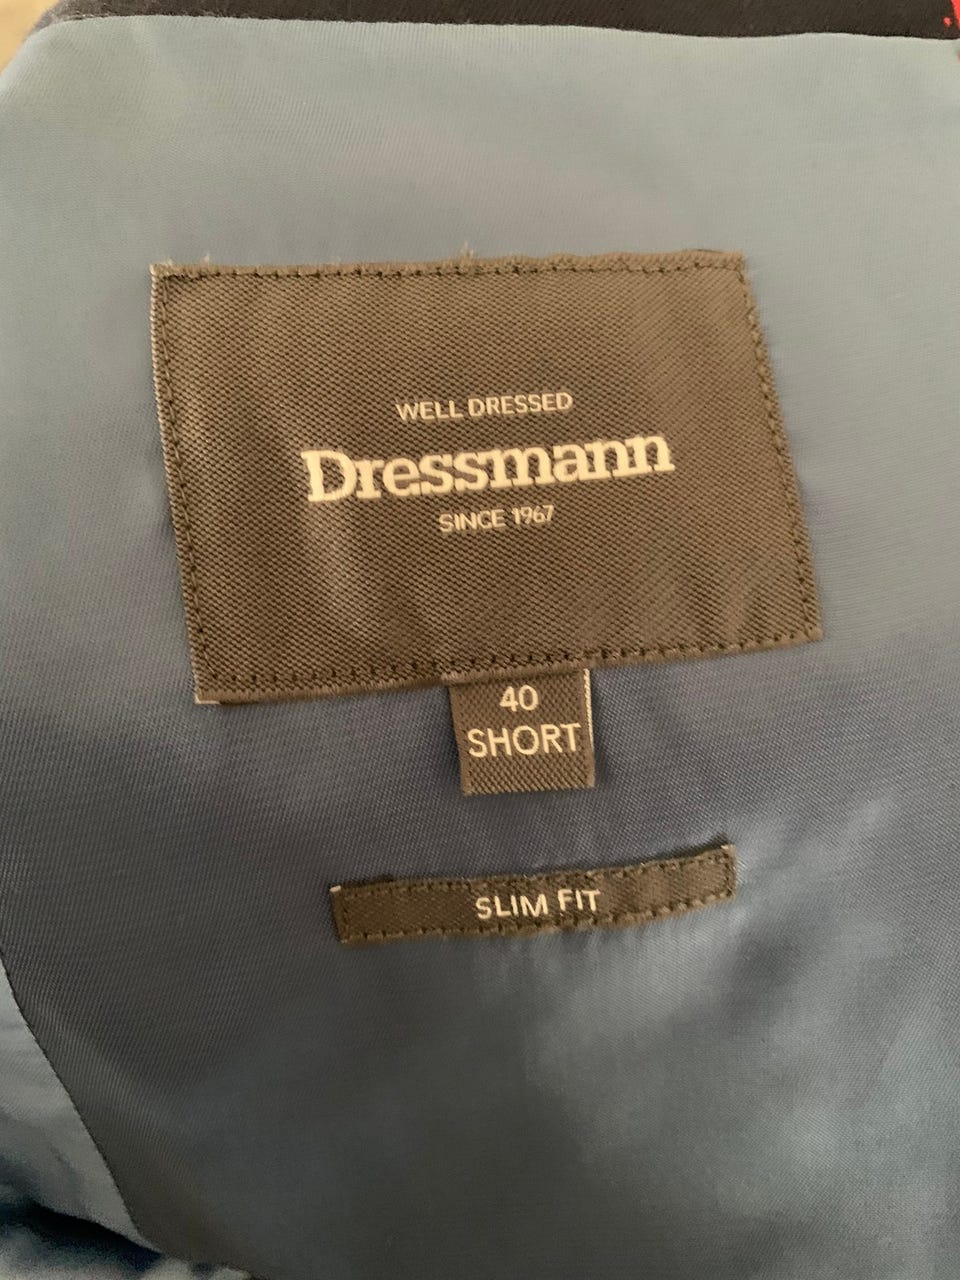 WELL DRESSED
Dressmann
SINCE 1967
40
SHORT
SLIM FIT